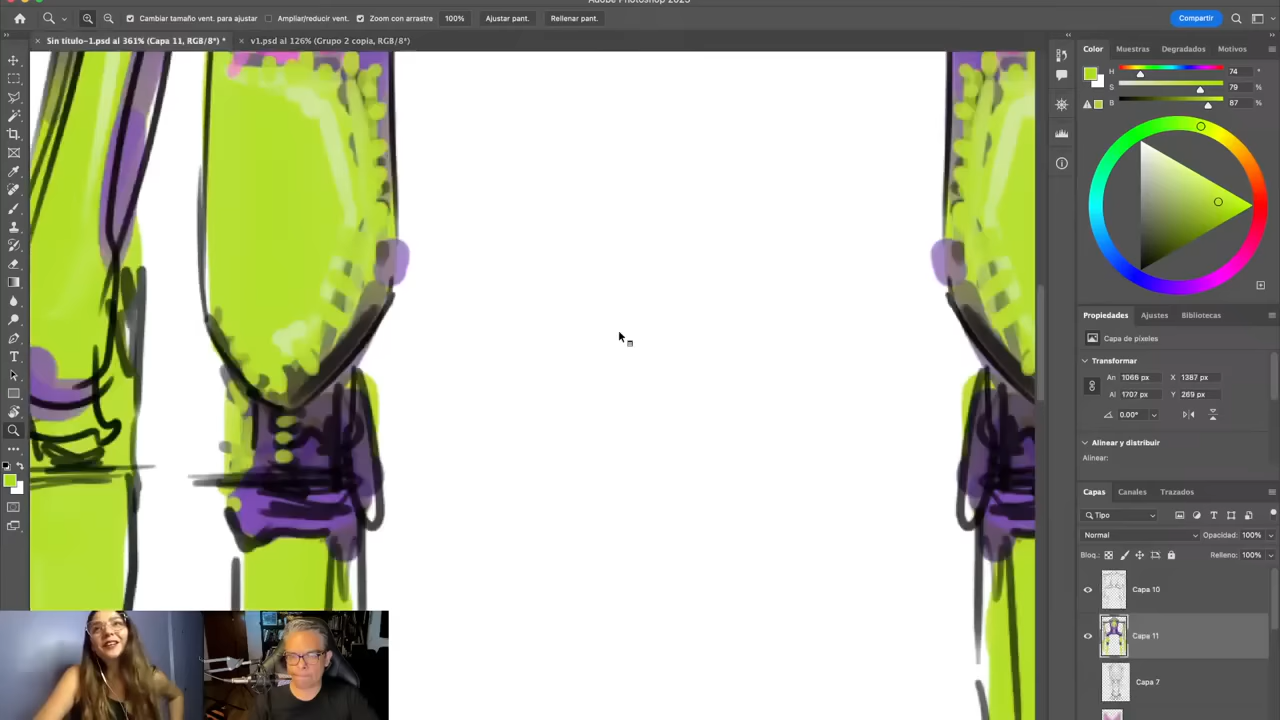 Adobe Photoshop 2023
Cambiar tamaño vent. para ajustar
Ampliar/reducir vent.
Zoom con arrastre
100%
Ajustar pant.
Rellenar pant.
Compartir
Sin título-1.psd al 361% (Capa 11, RGB/8*) *
v1.psd al 126% (Grupo 2 copia, RGB/8*)
Color
Muestras
Degradados
Motivos
H
74
°
S
79
%
B
87
%
Propiedades
Ajustes
Bibliotecas
Capa de píxeles
Transformar
An
1066 px
X
1387 px
Al
1707 px
Y
269 px
0.00°
Alinear y distribuir
Alinear:
Capas
Canales
Trazados
Tipo
Normal
Opacidad:
100%
Bloq.:
Relleno:
100%
Capa 10
Capa 11
Capa 7